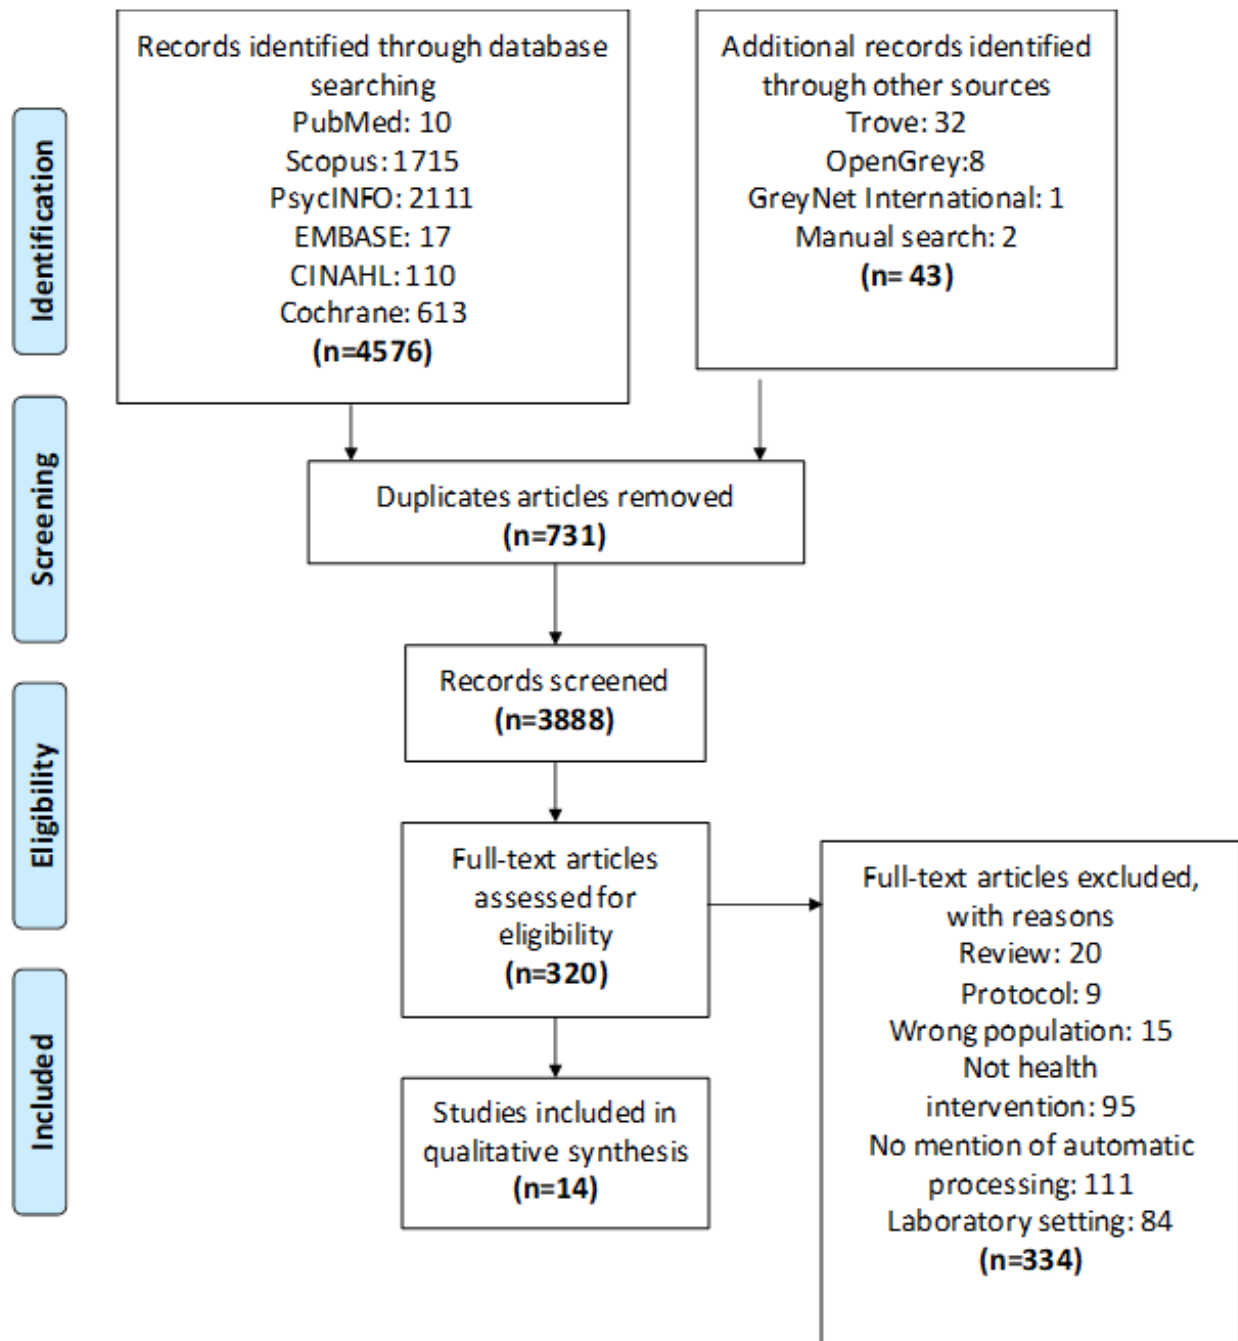 Records identified through database
searching
PubMed: 10
Scopus: 1715
PsycINFO: 2111
EMBASE: 17
CINAHL: 110
Cochrane: 613
(n=4576)
Additional records identified
through other sources
Trove: 32
OpenGrey:8
GreyNet International: 1
Manual search: 2
(n= 43)
Identification
Duplicates articles removed
(n=731)
Screening
Records screened
(n=3888)
Eligibility
Full-text articles
assessed for
eligibility
(n=320)
Full-text articles excluded,
with reasons
Review: 20
Protocol: 9
Wrong population: 15
Not health
intervention: 95
No mention of automatic
processing: 111
Laboratory setting: 84
(n=334)
Included
Studies included in
qualitative synthesis
(n=14)